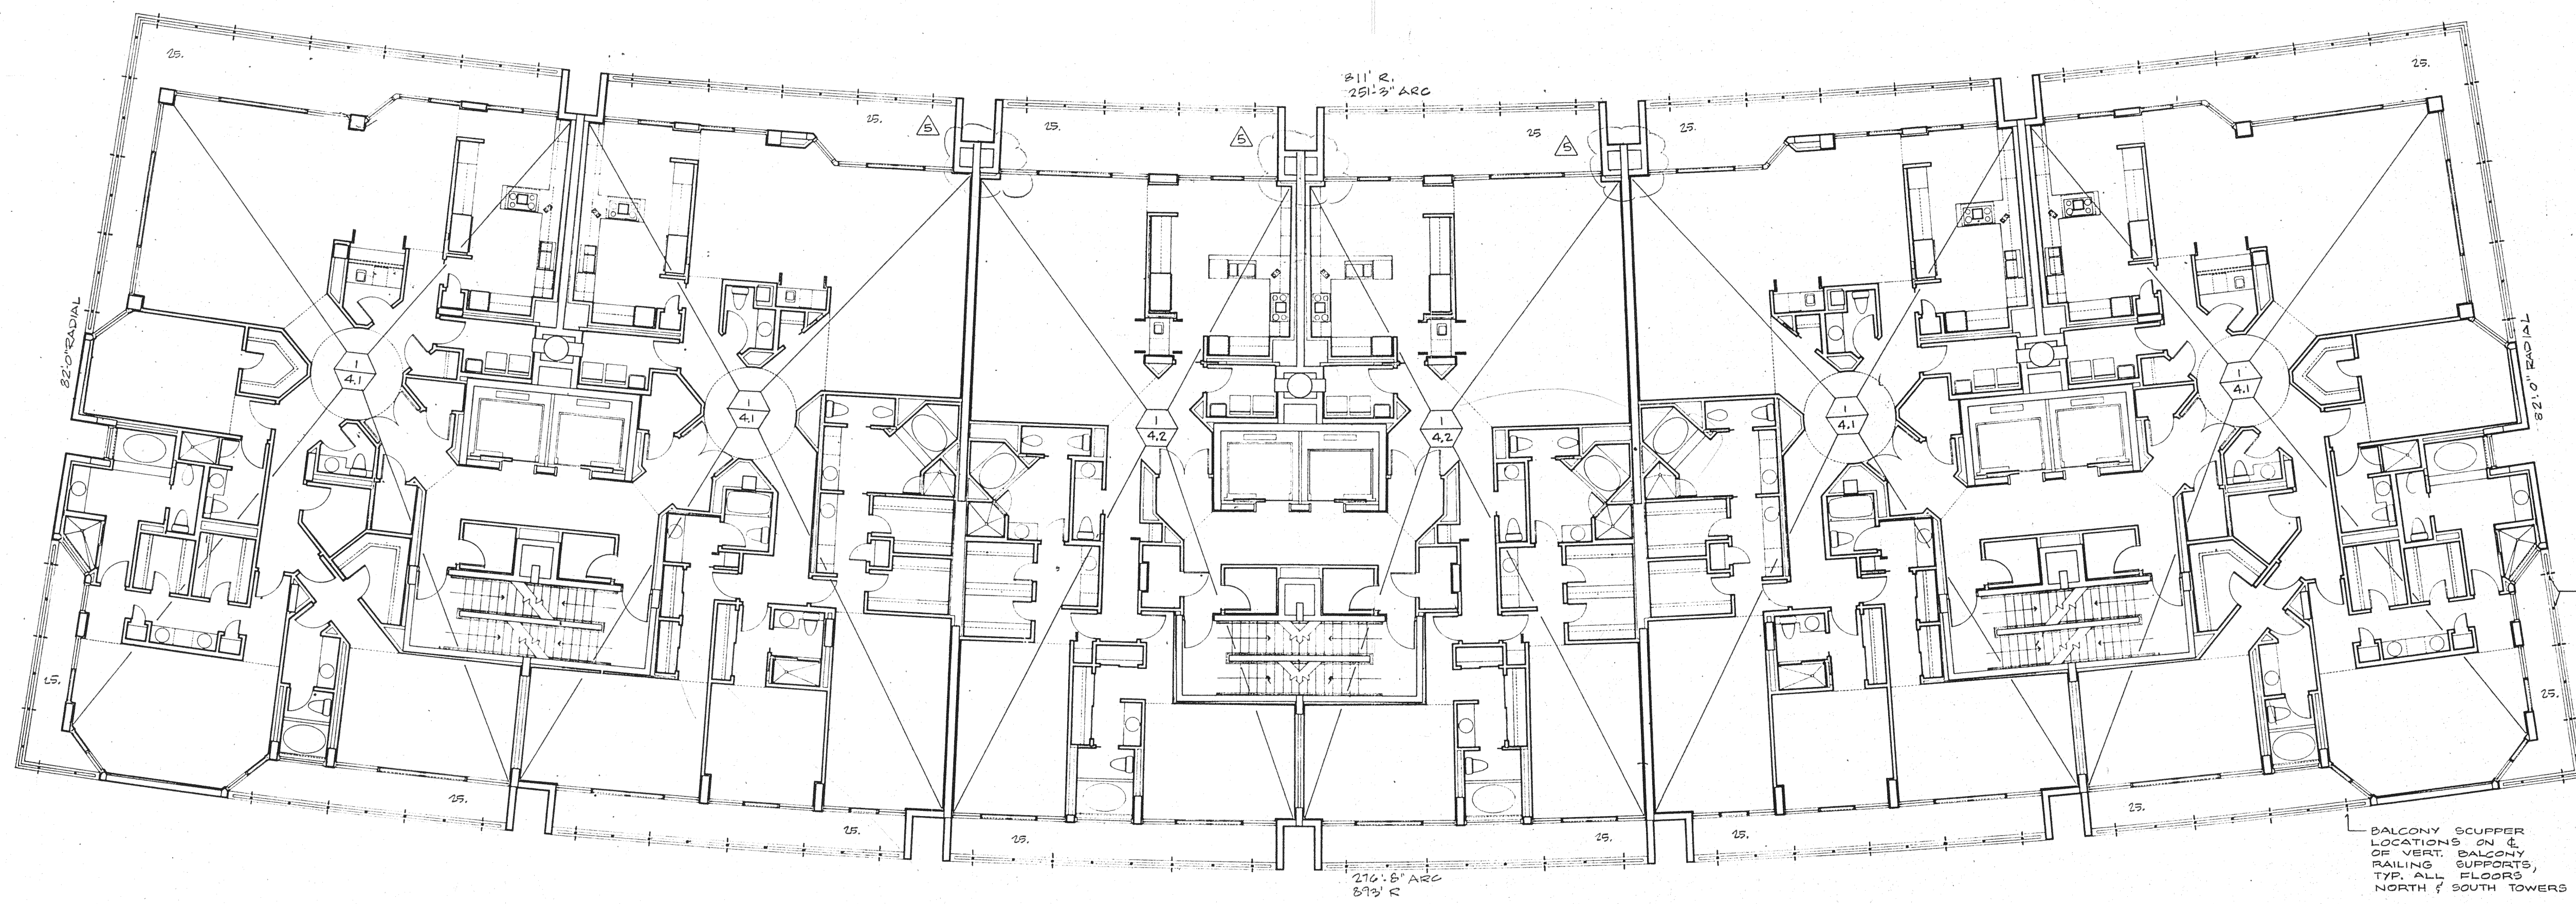 25.
25.
811' R.
251'-3" ARC
25.
5
25.
5
25
5
25.
82'-0" RADIAL
82'-0" RADIAL
1
4.1
1
4.1
1
4.2
1
4.2
1
4.1
1
4.1
25.
25.
25.
25.
25.
25.
25.
25.
276'-8" ARC
893' R
BALCONY SCUPPER
LOCATIONS ON ℄
OF VERT. BALCONY
RAILING SUPPORTS,
TYP. ALL FLOORS
NORTH & SOUTH TOWERS